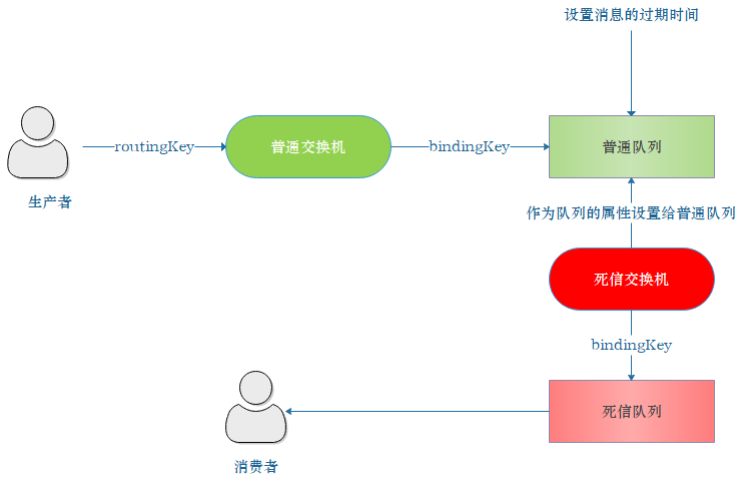 设置消息的过期时间
routingKey
普通交换机
bindingKey
普通队列
生产者
作为队列的属性设置给普通队列
死信交换机
bindingKey
死信队列
消费者